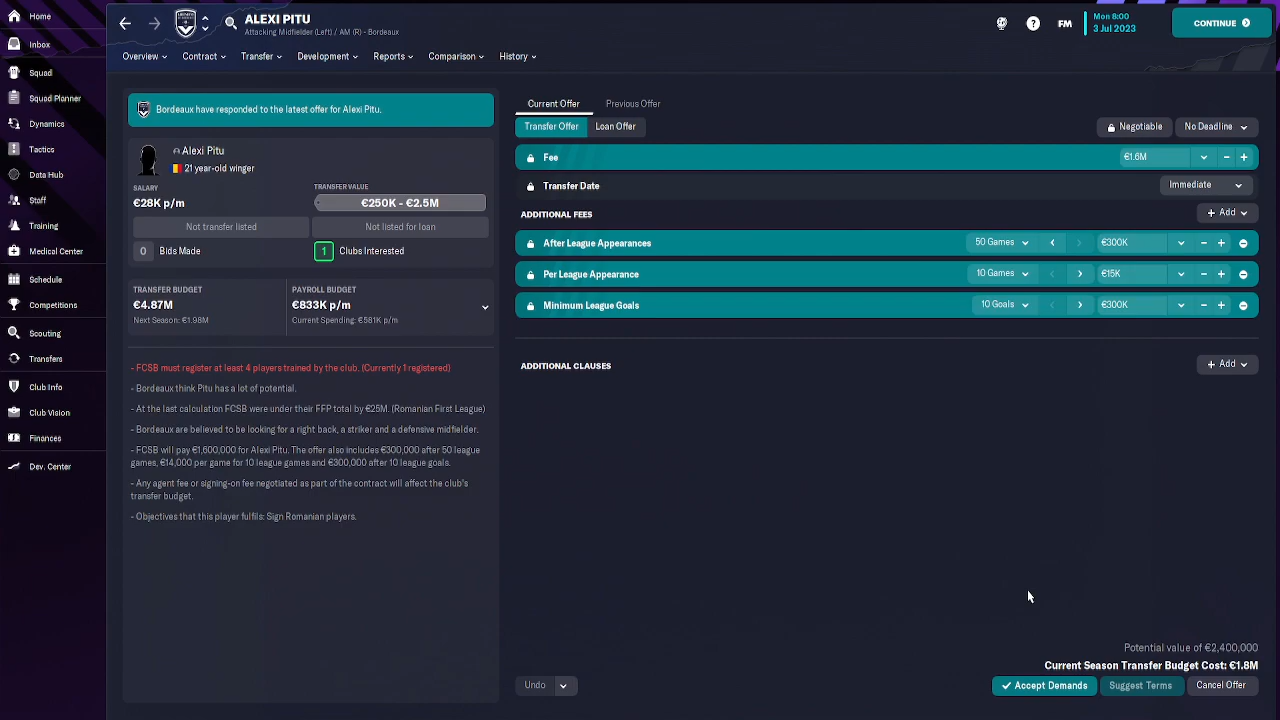 Home
Inbox
Squad
Squad Planner
Dynamics
Tactics
Data Hub
Staff
Training
Medical Center
Schedule
Competitions
Scouting
Transfers
Club Info
Club Vision
Finances
Dev. Center
ALEXI PITU
Attacking Midfielder (Left) / AM (R) - Bordeaux
?
FM
Mon 8:00
3 Jul 2023
CONTINUE
Overview
Contract
Transfer
Development
Reports
Comparison
History
Bordeaux have responded to the latest offer for Alexi Pitu.
Alexi Pitu
21 year-old winger
SALARY
€28K p/m
TRANSFER VALUE
€250K - €2.5M
Not transfer listed
Not listed for loan
0 Bids Made
1 Clubs Interested
TRANSFER BUDGET
€4.87M
Next Season: €1.98M
PAYROLL BUDGET
€833K p/m
Current Spending: €581K p/m
- FCSB must register at least 4 players trained by the club. (Currently 1 registered)
- Bordeaux think Pitu has a lot of potential.
- At the last calculation FCSB were under their FFP total by €25M. (Romanian First League)
- Bordeaux are believed to be looking for a right back, a striker and a defensive midfielder.
- FCSB will pay €1,600,000 for Alexi Pitu. The offer also includes €300,000 after 50 league
games, €14,000 per game for 10 league games and €300,000 after 10 league goals.
- Any agent fee or signing-on fee negotiated as part of the contract will affect the club's
transfer budget.
- Objectives that this player fulfils: Sign Romanian players.
Current Offer
Previous Offer
Transfer Offer
Loan Offer
Negotiable
No Deadline
Fee
€1.6M
Transfer Date
Immediate
ADDITIONAL FEES
+ Add
After League Appearances
50 Games
€300K
Per League Appearance
10 Games
€15K
Minimum League Goals
10 Goals
€300K
ADDITIONAL CLAUSES
+ Add
Potential value of €2,400,000
Current Season Transfer Budget Cost: €1.8M
Undo
Accept Demands
Suggest Terms
Cancel Offer